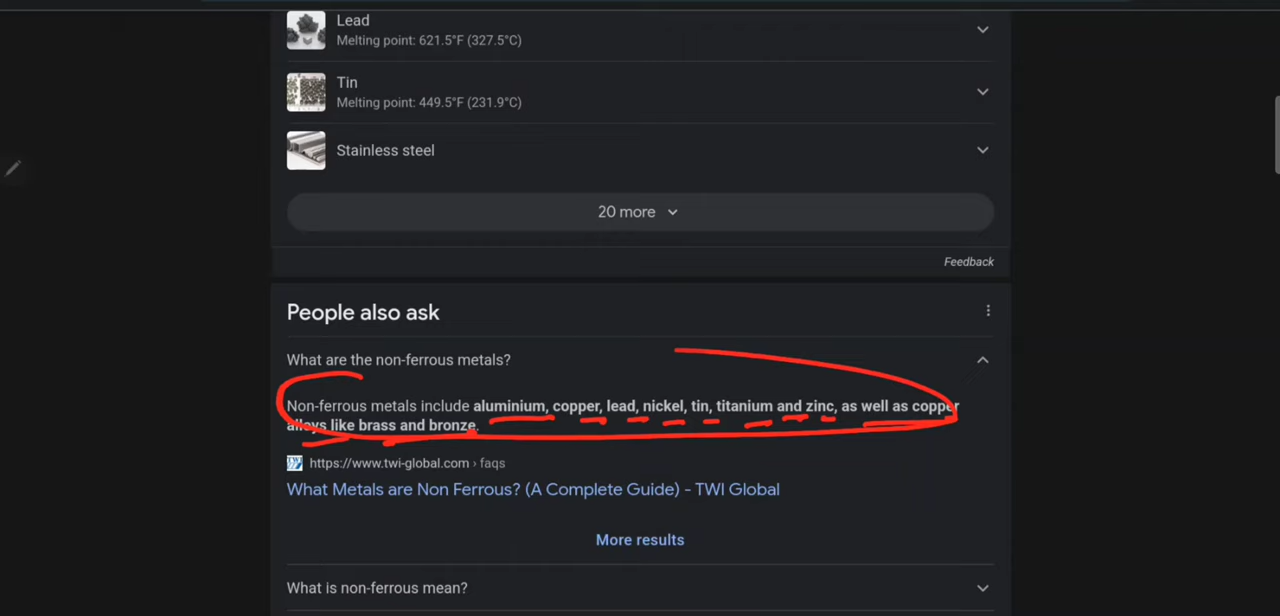 Lead
Melting point: 621.5°F (327.5°C)
Tin
Melting point: 449.5°F (231.9°C)
Stainless steel
20 more
Feedback
People also ask
What are the non-ferrous metals?
Non-ferrous metals include aluminium, copper, lead, nickel, tin, titanium and zinc, as well as copper
alloys like brass and bronze.
https://www.twi-global.com › faqs
What Metals are Non Ferrous? (A Complete Guide) - TWI Global
More results
What is non-ferrous mean?